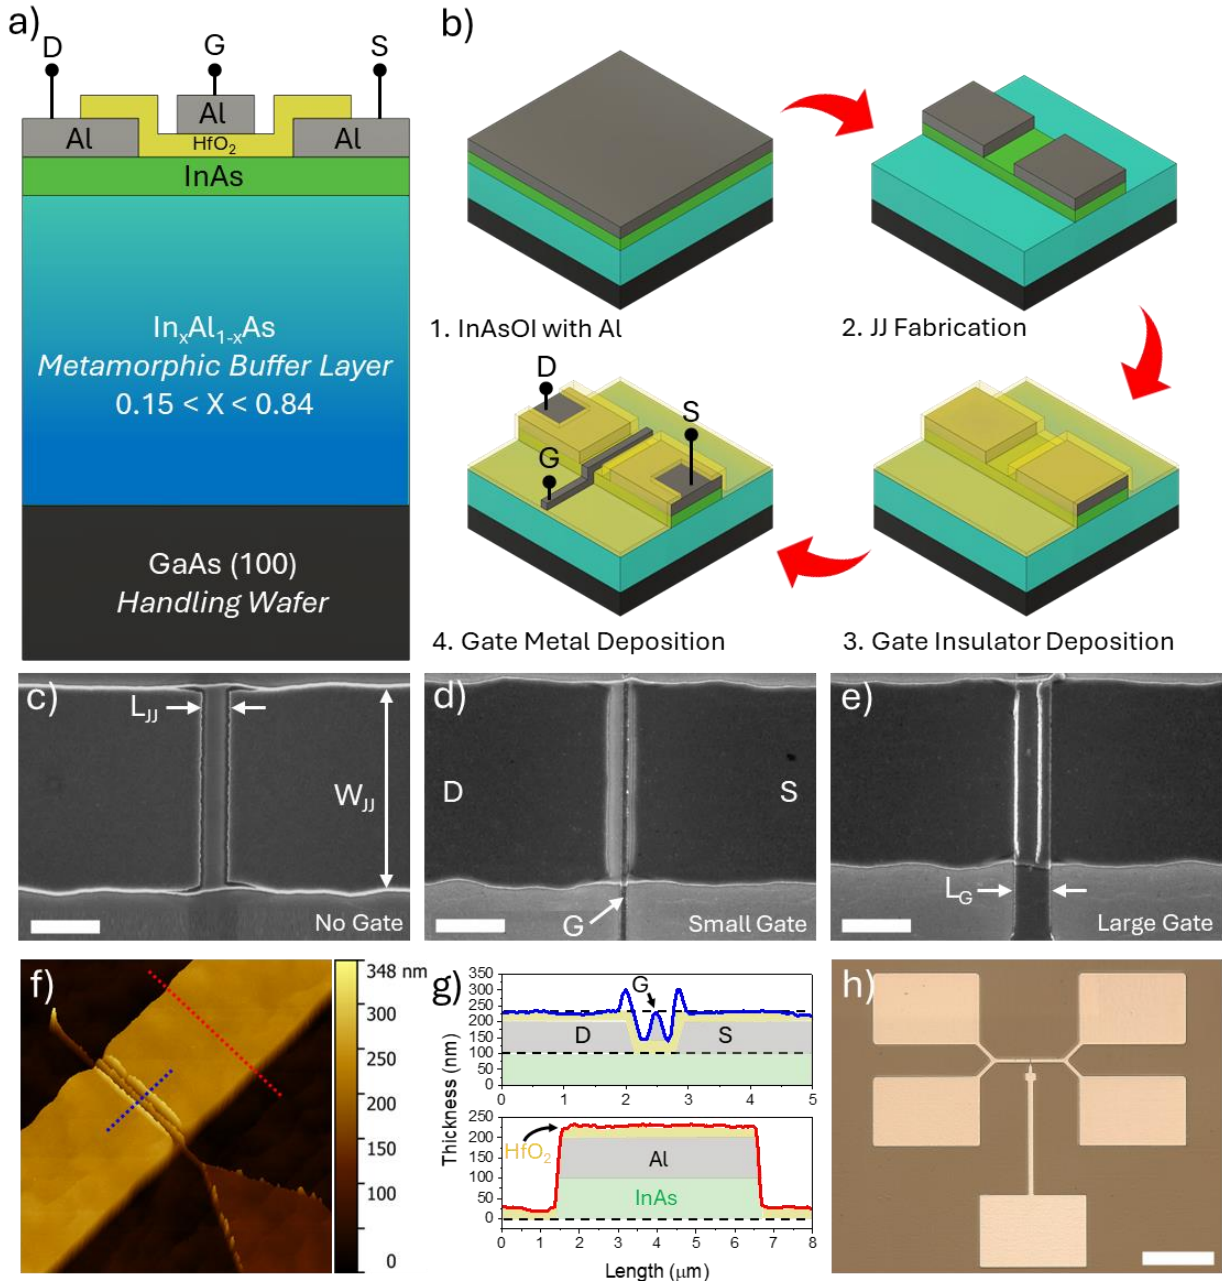 a)
D
G
S
Al
Al
HfO₂
Al
InAs
InₓAl₁₋ₓAs
Metamorphic Buffer Layer
0.15 < X < 0.84
GaAs (100)
Handling Wafer
b)
1. InAsOI with Al
2. JJ Fabrication
D
S
G
4. Gate Metal Deposition
3. Gate Insulator Deposition
c)
L_JJ
W_JJ
No Gate
d)
D
S
G
Small Gate
e)
L_G
Large Gate
f)
348 nm
300
250
200
150
100
0
g)
Thickness (nm)
350
300
250
200
150
100
50
0
G
D
S
0 1 2 3 4 5
250
200
150
100
50
0
HfO₂
Al
InAs
0 1 2 3 4 5 6 7 8
Length (μm)
h)